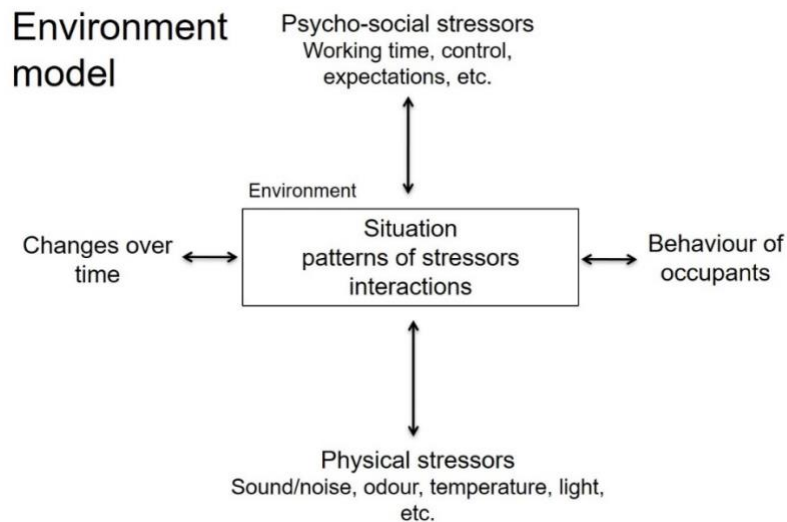 Environment
model
Psycho-social stressors
Working time, control,
expectations, etc.
Environment
Situation
patterns of stressors
interactions
Changes over
time
Behaviour of
occupants
Physical stressors
Sound/noise, odour, temperature, light,
etc.